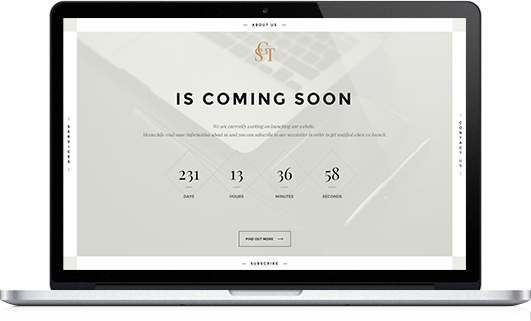 — ABOUT US —
SGT
IS COMING SOON
We are currently working on launching our website.
Meanwhile read some information about us and you can subscribe to our newsletter in order to get notified when we launch.
— SERVICES —
— CONTACT US —
231 13 36 58
DAYS HOURS MINUTES SECONDS
FIND OUT MORE ⟶
— SUBSCRIBE —